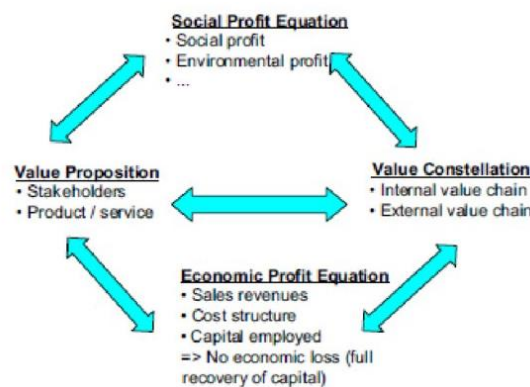 Social Profit Equation
• Social profit
• Environmental profit
• ...
Value Proposition
• Stakeholders
• Product / service
Value Constellation
• Internal value chain
• External value chain
Economic Profit Equation
• Sales revenues
• Cost structure
• Capital employed
=> No economic loss (full
recovery of capital)